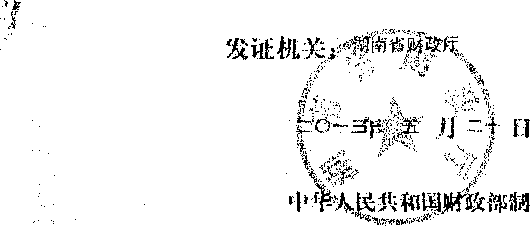 发证机关：湖南省财政厅
二〇一三年 五 月二十日
中华人民共和国财政部制